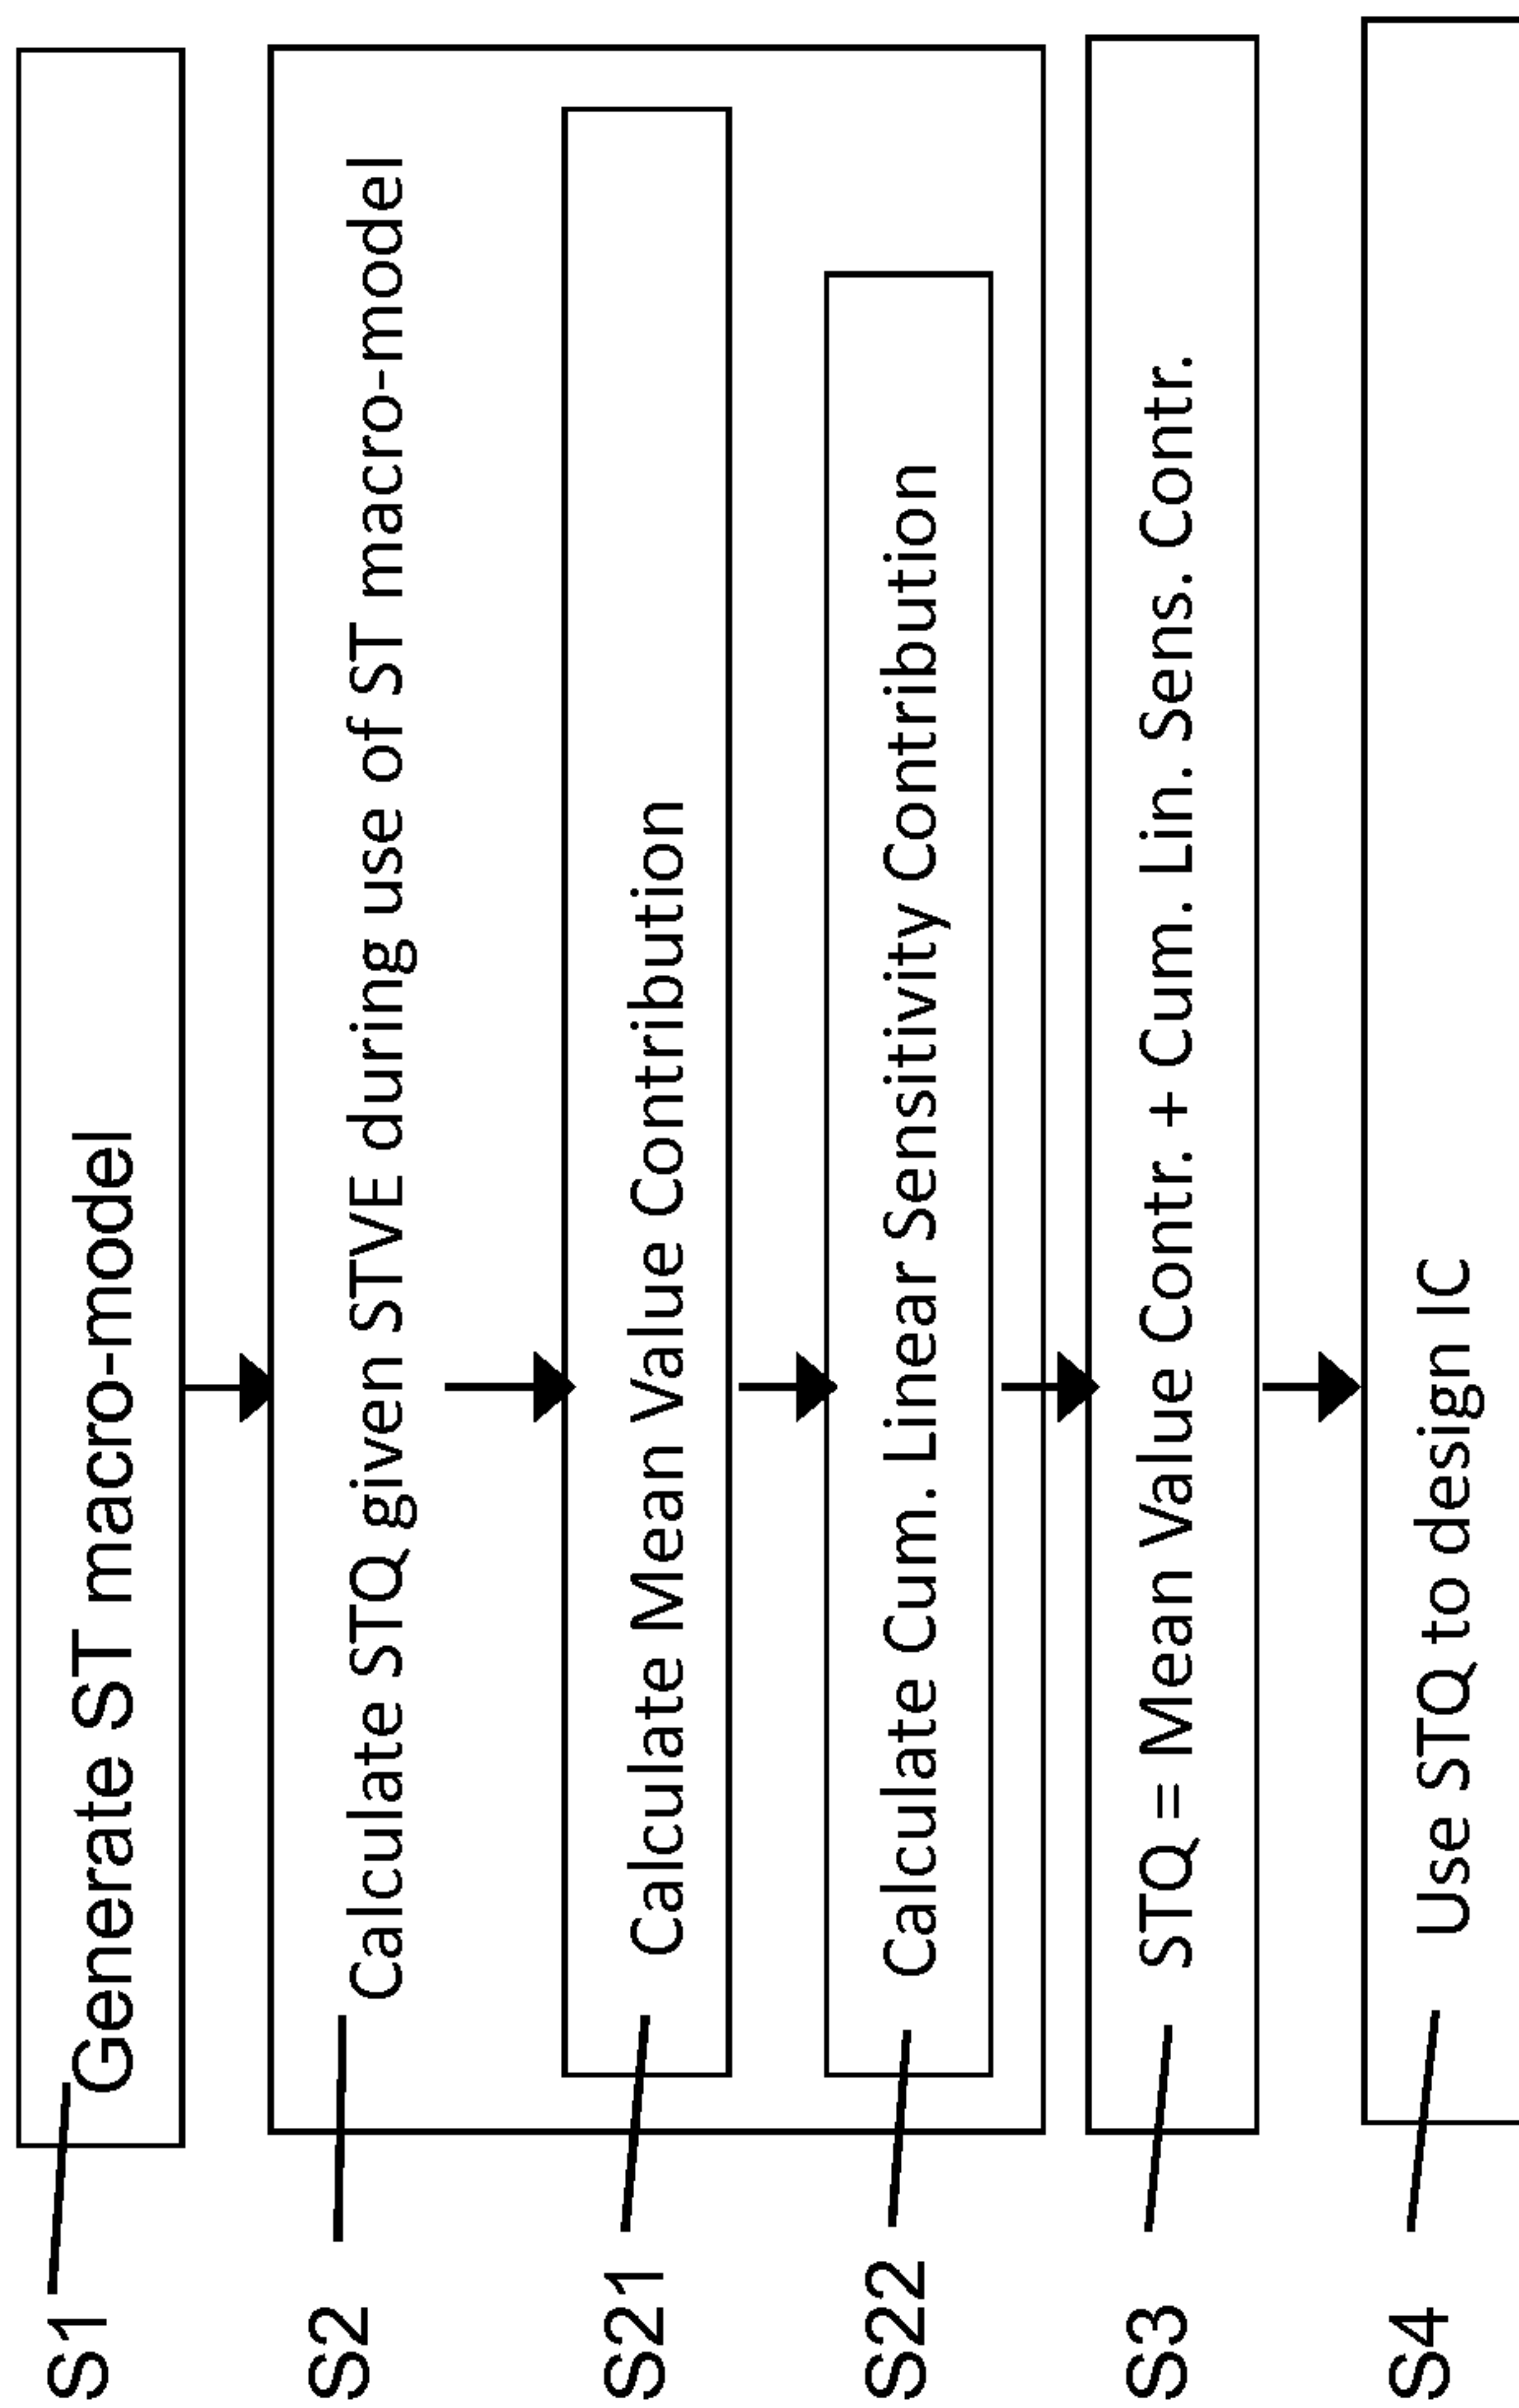 S1 Generate ST macro-model
S2 Calculate STQ given STVE during use of ST macro-model
S21 Calculate Mean Value Contribution
S22 Calculate Cum. Linear Sensitivity Contribution
S3 STQ = Mean Value Contr. + Cum. Lin. Sens. Contr.
S4 Use STQ to design IC